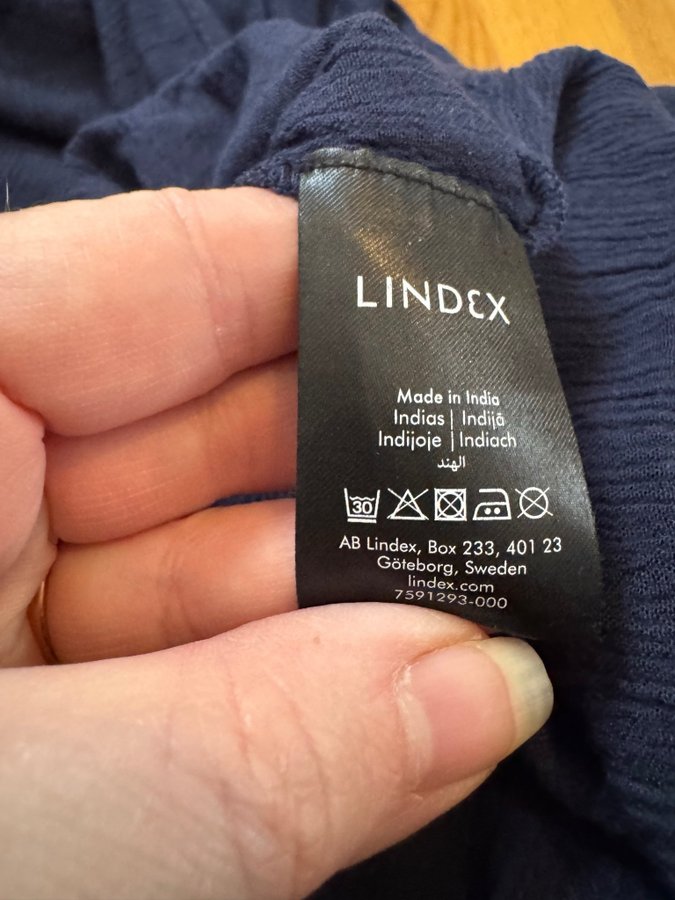 LINDEX
Made in India
Indias | Indijā
Indijoje | Indiach
الهند
30
AB Lindex, Box 233, 401 23
Göteborg, Sweden
lindex.com
7591293-000